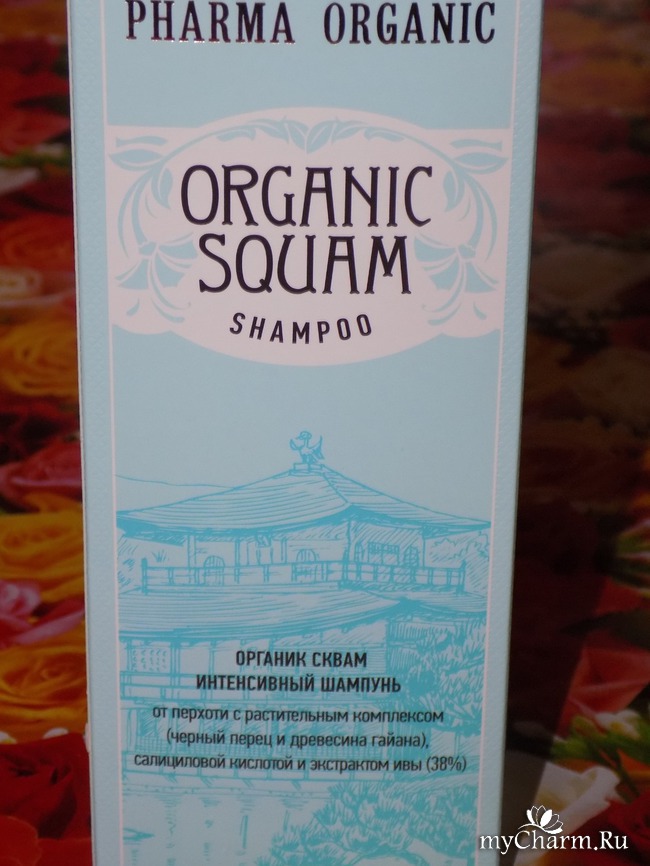 PHARMA ORGANIC
ORGANIC
SQUAM
SHAMPOO
ОРГАНИК СКВАМ
ИНТЕНСИВНЫЙ ШАМПУНЬ
от перхоти с растительным комплексом
(черный перец и древесина гайана),
салициловой кислотой и экстрактом ивы (38%)
myCharm.Ru